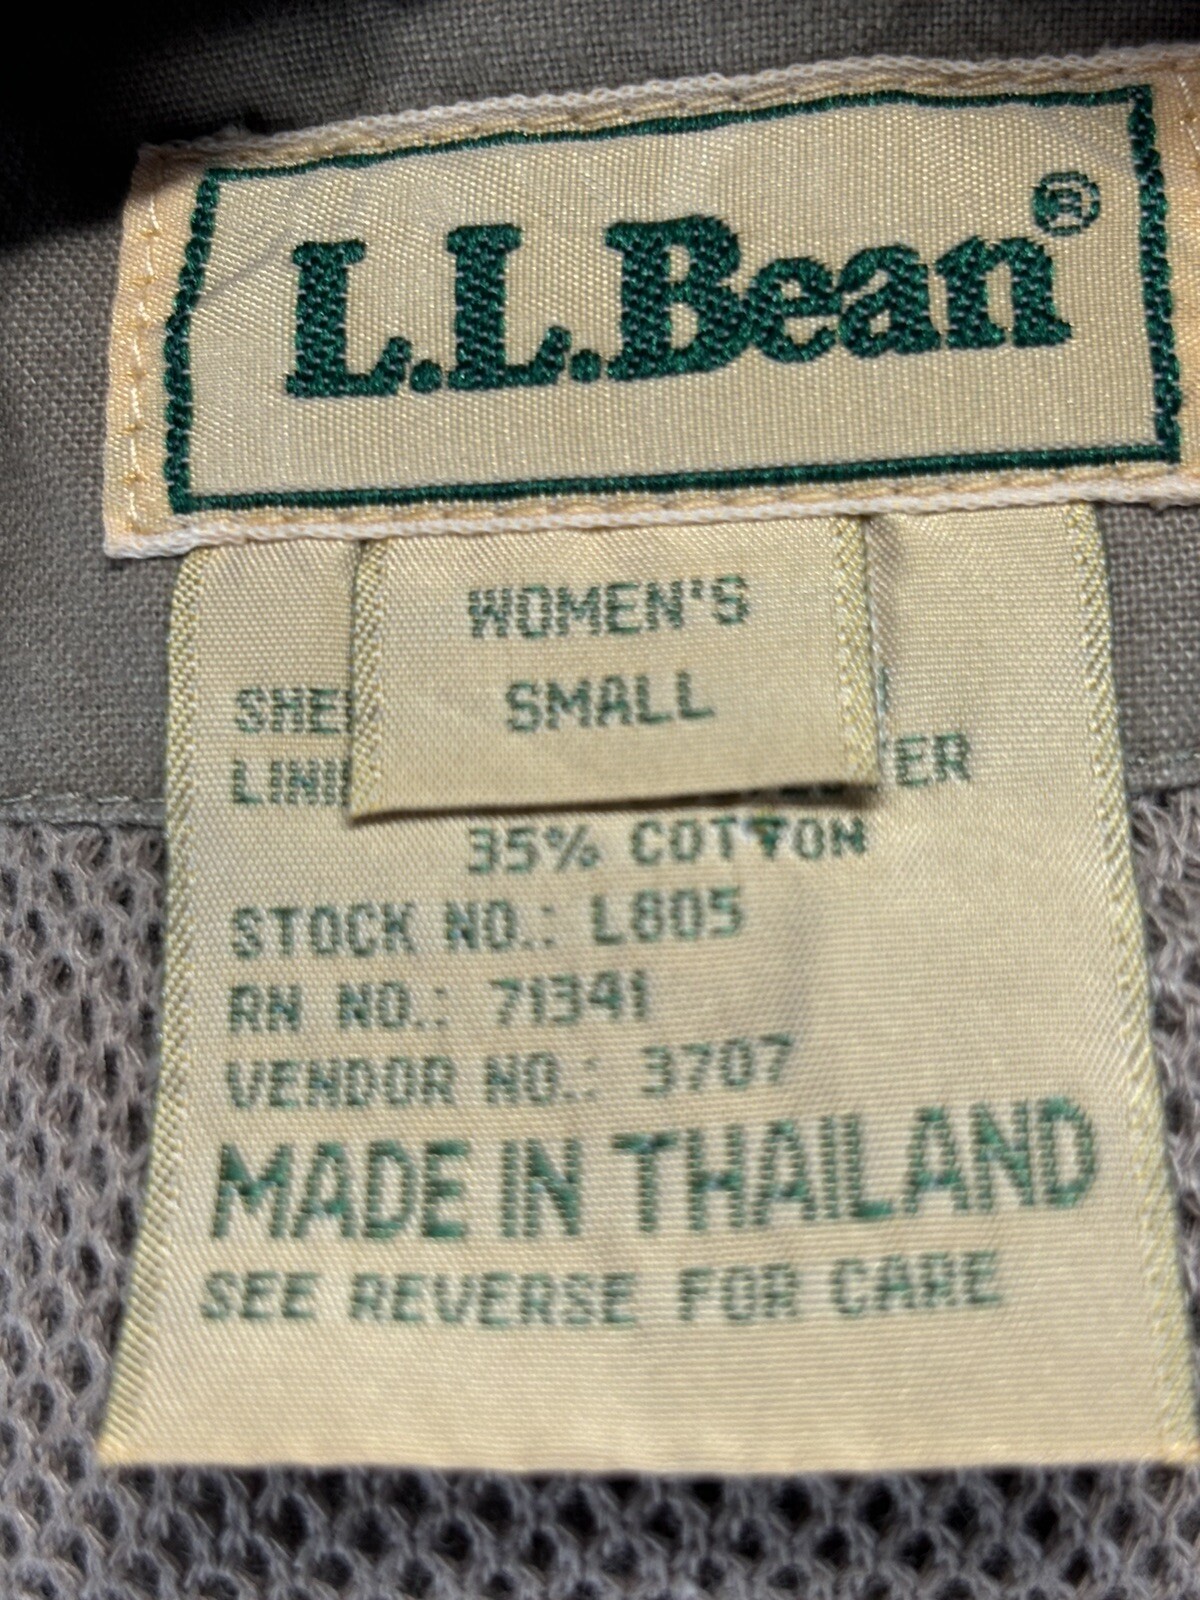 L.L.Bean®
WOMEN'S
SMALL
35% COTTON
STOCK NO.: L805
RN NO.: 71341
VENDOR NO.: 3707
MADE IN THAILAND
SEE REVERSE FOR CARE